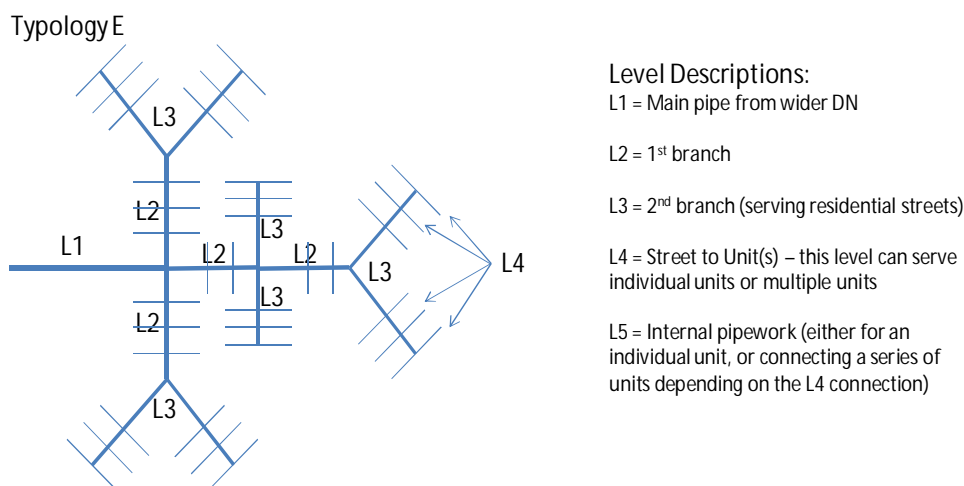 Typology E
L3
L2
L3
L1
L2
L2
L3
L4
L3
L2
L3
Level Descriptions:
L1 = Main pipe from wider DN
L2 = 1st branch
L3 = 2nd branch (serving residential streets)
L4 = Street to Unit(s) – this level can serve
individual units or multiple units
L5 = Internal pipework (either for an
individual unit, or connecting a series of
units depending on the L4 connection)